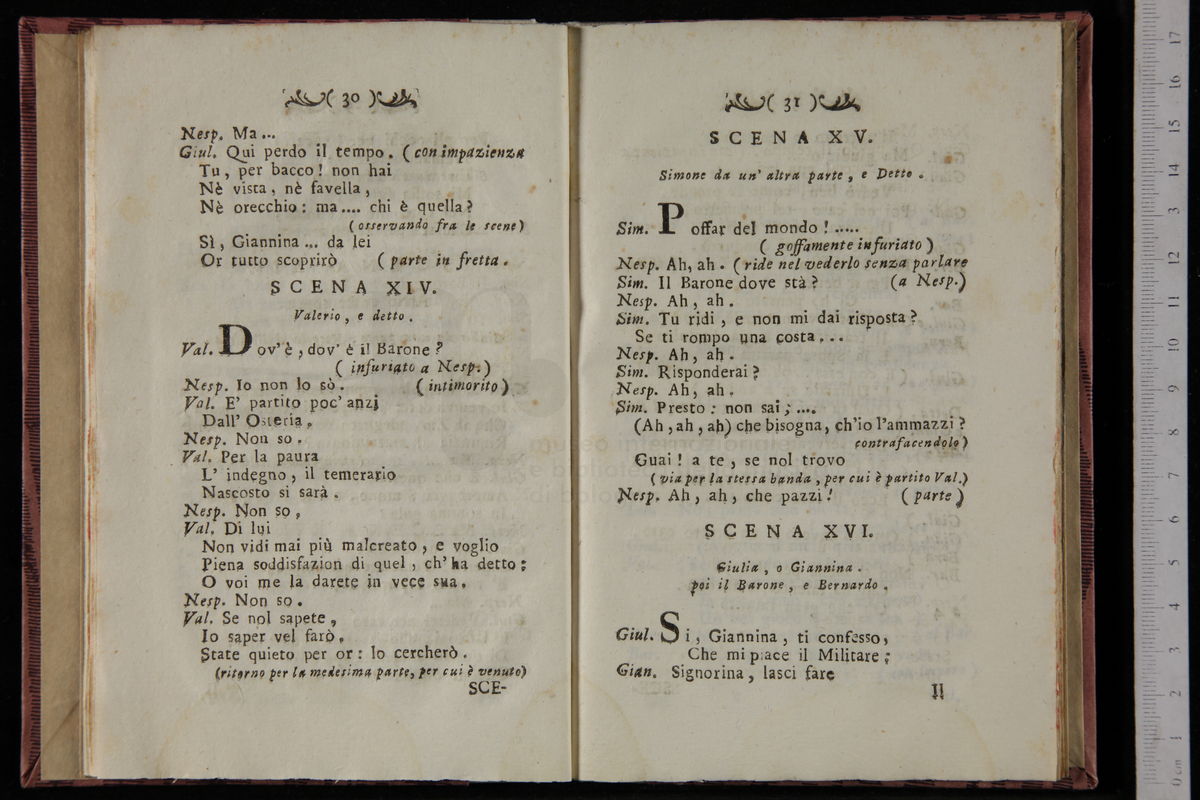 ( 30 )
Nesp. Ma...
Giul. Qui perdo il tempo. (con impazienza
Tu, per bacco! non hai
Nè vista, nè favella,
Nè orecchio: ma.... chi è quella?
(osservando fra le scene)
Sì, Giannina ... da lei
Or tutto scoprirò (parte in fretta.
SCENA XIV.
Valerio, e detto.
Val. Dov' è, dov' è il Barone?
(infuriato a Nesp.)
Nesp. Io non lo sò. (intimorito)
Val. E' partito poc' anzi
Dall' Osteria.
Nesp. Non so.
Val. Per la paura
L' indegno, il temerario
Nascosto si sarà.
Nesp. Non so,
Val. Di lui
Non vidi mai più malcreato, e voglio
Piena soddisfazion di quel, ch' ha detto;
O voi me la darete in vece sua.
Nesp. Non so.
Val. Se nol sapete,
Io saper vel farò,
State quieto per or: lo cercherò.
(ritorno per la medesima parte, per cui è venuto)
SCE-
( 31 )
SCENA XV.
Simone da un' altra parte, e Detto.
Sim. Poffar del mondo!.....
( goffamente infuriato )
Nesp. Ah, ah. (ride nel vederlo senza parlare
Sim. Il Barone dove stà? (a Nesp.)
Nesp. Ah, ah.
Sim. Tu ridi, e non mi dai risposta?
Se ti rompo una costa...
Nesp. Ah, ah.
Sim. Risponderai?
Nesp. Ah, ah.
Sim. Presto: non sai; ....
(Ah, ah, ah) che bisogna, ch'io l'ammazzi?
contrafacendolo)
Guai! a te, se nol trovo
(via per la stessa banda, per cui è partito Val.)
Nesp. Ah, ah, che pazzi! (parte)
SCENA XVI.
Giulia, o Giannina.
poi il Barone, e Bernardo.
Giul. Si, Giannina, ti confesso,
Che mi piace il Militare;
Gian. Signorina, lasci fare
Il